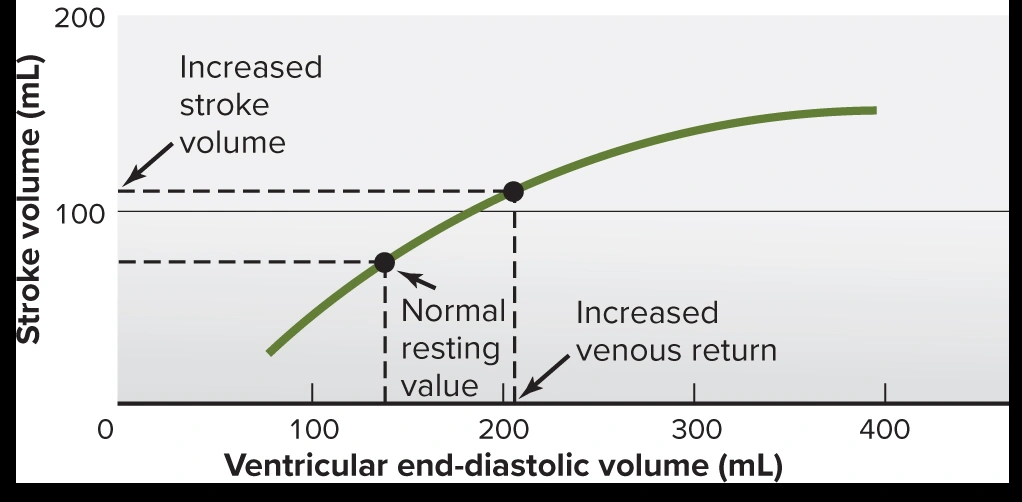 200
Increased
stroke
volume
100
Stroke volume (mL)
Normal
resting
value
Increased
venous return
0
100
200
300
400
Ventricular end-diastolic volume (mL)